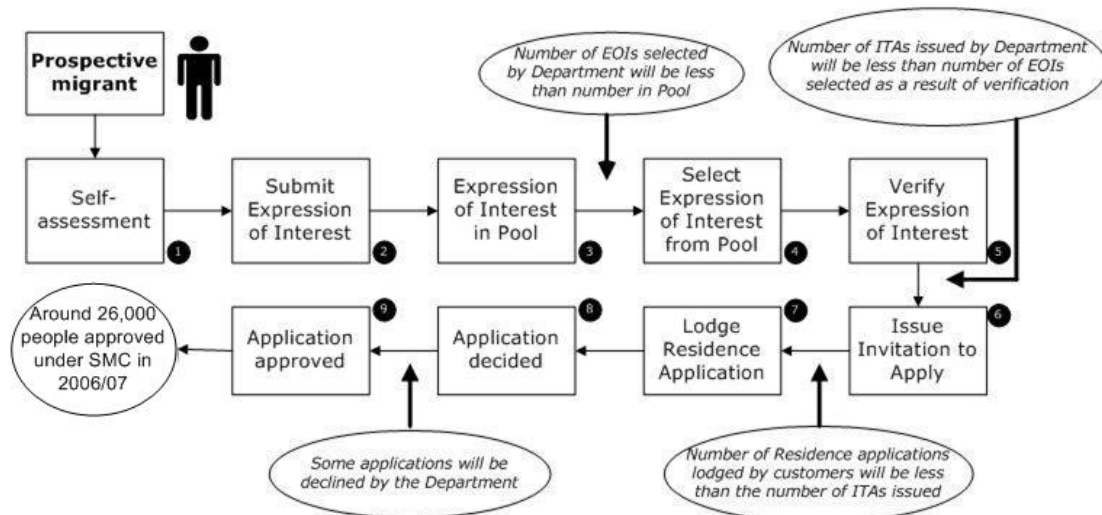 Prospective
migrant
Number of EOIs selected
by Department will be less
than number in Pool
Number of ITAs issued by Department
will be less than number of EOIs
selected as a result of verification
Self-
assessment
1
Submit
Expression
of Interest
2
Expression
of Interest
in Pool
3
Select
Expression
of Interest
from Pool
4
Verify
Expression
of Interest
5
Issue
Invitation to
Apply
6
Lodge
Residence
Application
7
Application
decided
8
Application
approved
9
Around 26,000
people approved
under SMC in
2006/07
Some applications will be
declined by the Department
Number of Residence applications
lodged by customers will be less
than the number of ITAs issued